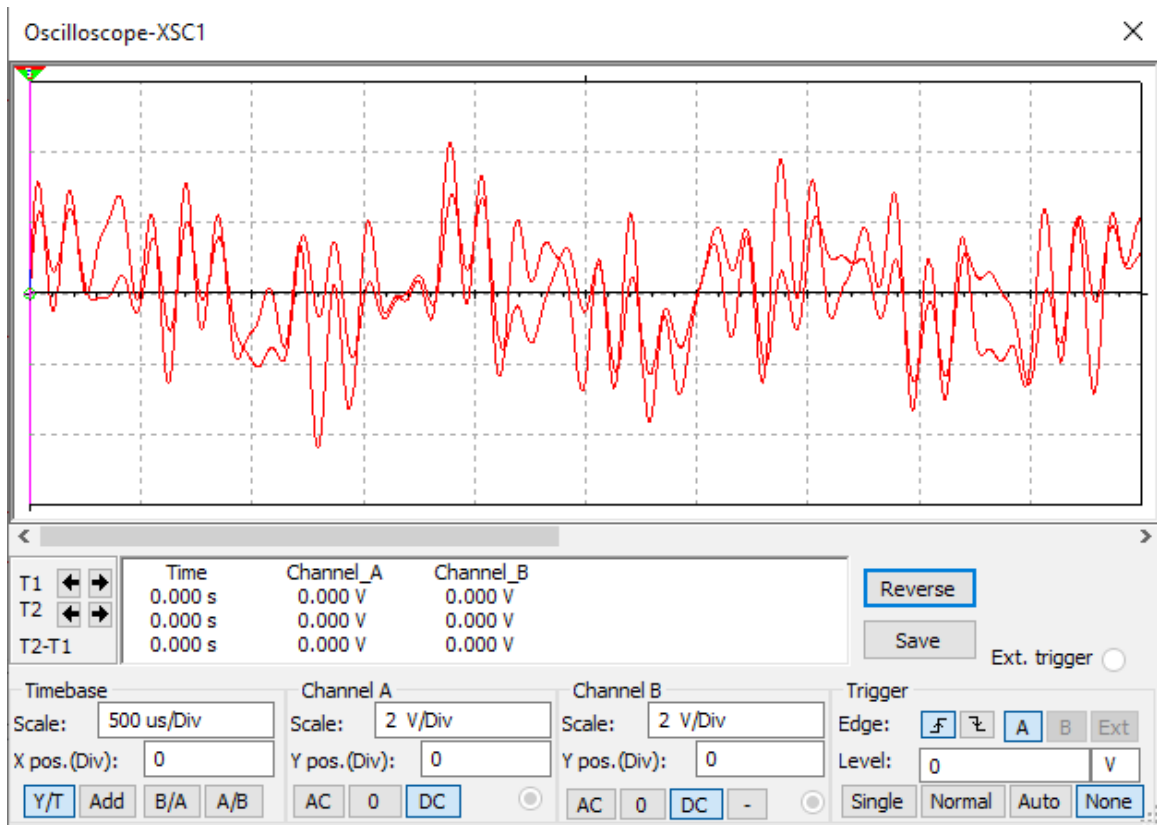 Oscilloscope-XSC1
Time Channel_A Channel_B
T1 0.000 s 0.000 V 0.000 V
T2 0.000 s 0.000 V 0.000 V
T2-T1 0.000 s 0.000 V 0.000 V
Reverse
Save
Ext. trigger
Timebase
Scale: 500 us/Div
X pos.(Div): 0
Y/T Add B/A A/B
Channel A
Scale: 2 V/Div
Y pos.(Div): 0
AC 0 DC
Channel B
Scale: 2 V/Div
Y pos.(Div): 0
AC 0 DC -
Trigger
Edge: A B Ext
Level: 0 V
Single Normal Auto None